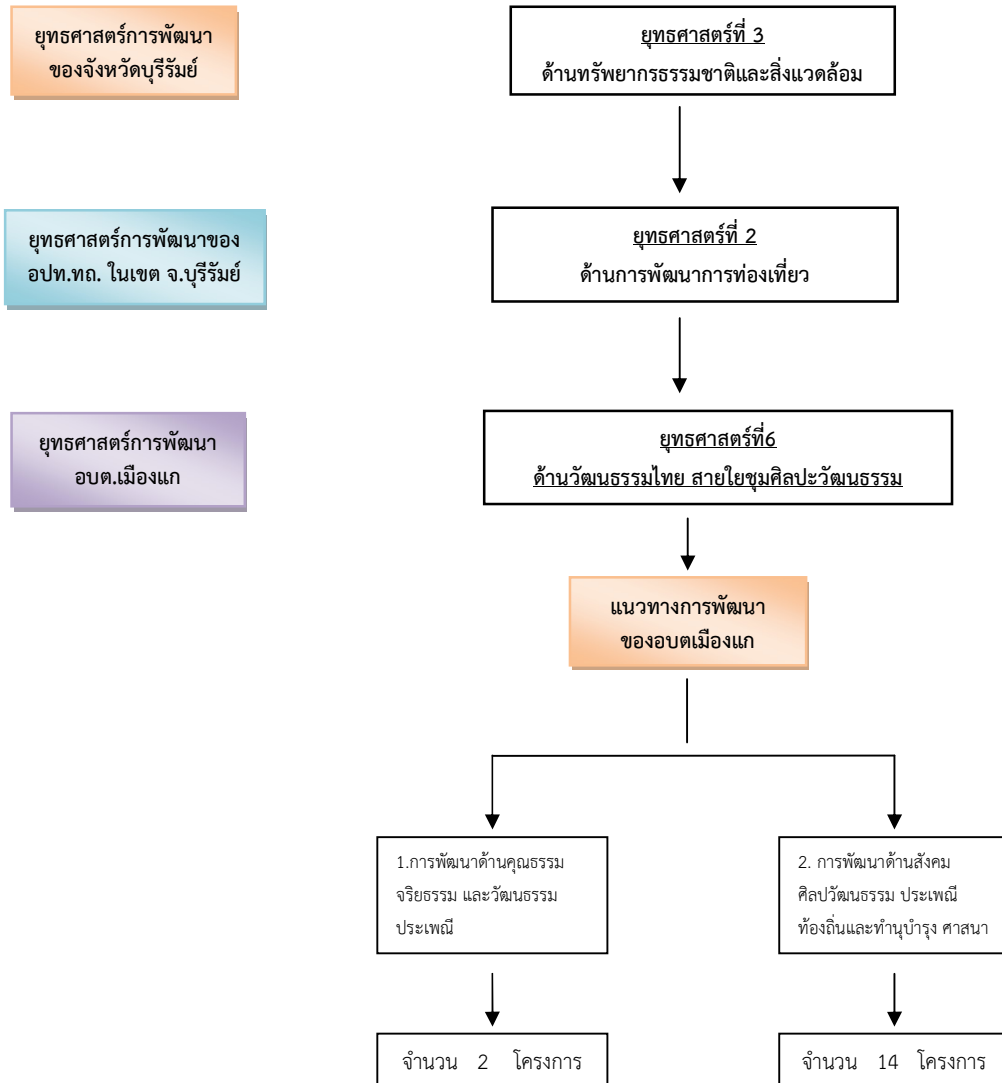 ยุทธศาสตร์การพัฒนา
ของจังหวัดบุรีรัมย์
ยุทธศาสตร์ที่ 3
ด้านทรัพยากรธรรมชาติและสิ่งแวดล้อม
ยุทธศาสตร์การพัฒนาของ
อปท.ทถ. ในเขต จ.บุรีรัมย์
ยุทธศาสตร์ที่ 2
ด้านการพัฒนาการท่องเที่ยว
ยุทธศาสตร์การพัฒนา
อบต.เมืองแก
ยุทธศาสตร์ที่6
ด้านวัฒนธรรมไทย สายใยชุมศิลปะวัฒนธรรม
แนวทางการพัฒนา
ของอบตเมืองแก
1.การพัฒนาด้านคุณธรรม
จริยธรรม และวัฒนธรรม
ประเพณี
2. การพัฒนาด้านสังคม
ศิลปวัฒนธรรม ประเพณี
ท้องถิ่นและทำนุบำรุง ศาสนา
จำนวน 2 โครงการ
จำนวน 14 โครงการ